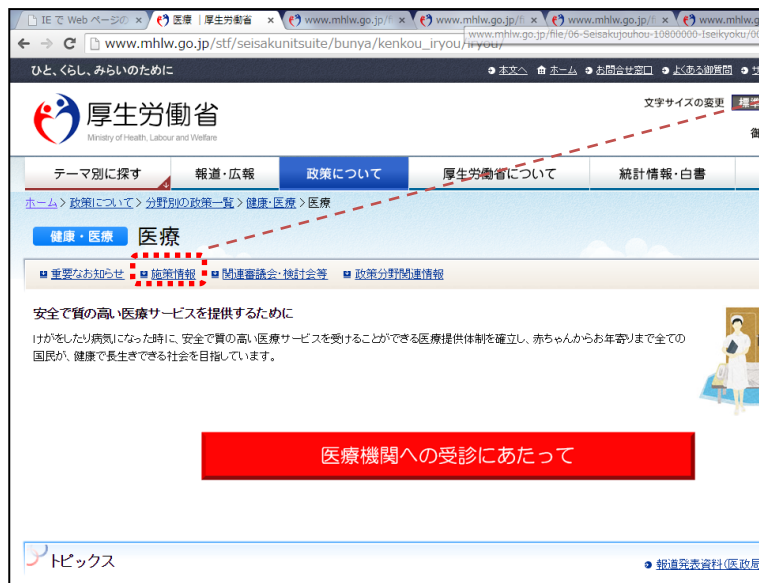 IE で Web ページの
医療 | 厚生労働省
www.mhlw.go.jp/f
www.mhlw.go.jp/fi
www.mhlw.go.jp/f
www.mhlw.g
www.mhlw.go.jp/stf/seisakunitsuite/bunya/kenkou_iryou/iryou/
www.mhlw.go.jp/file/06-Seisakujouhou-10800000-Iseikyoku/00
ひと、くらし、みらいのために
本文へ ホーム お問合せ窓口 よくある御質問 サ
厚生労働省
Ministry of Health, Labour and Welfare
文字サイズの変更 標準
御
テーマ別に探す 報道・広報 政策について 厚生労働省について 統計情報・白書
ホーム > 政策について > 分野別の政策一覧 > 健康・医療 > 医療
健康・医療 医療
重要なお知らせ 施策情報 関連審議会・検討会等 政策分野関連情報
安全で質の高い医療サービスを提供するために
けがをしたり病気になった時に、安全で質の高い医療サービスを受けることができる医療提供体制を確立し、赤ちゃんからお年寄りまで全ての
国民が、健康で長生きできる社会を目指しています。
医療機関への受診にあたって
トピックス
報道発表資料(医政局